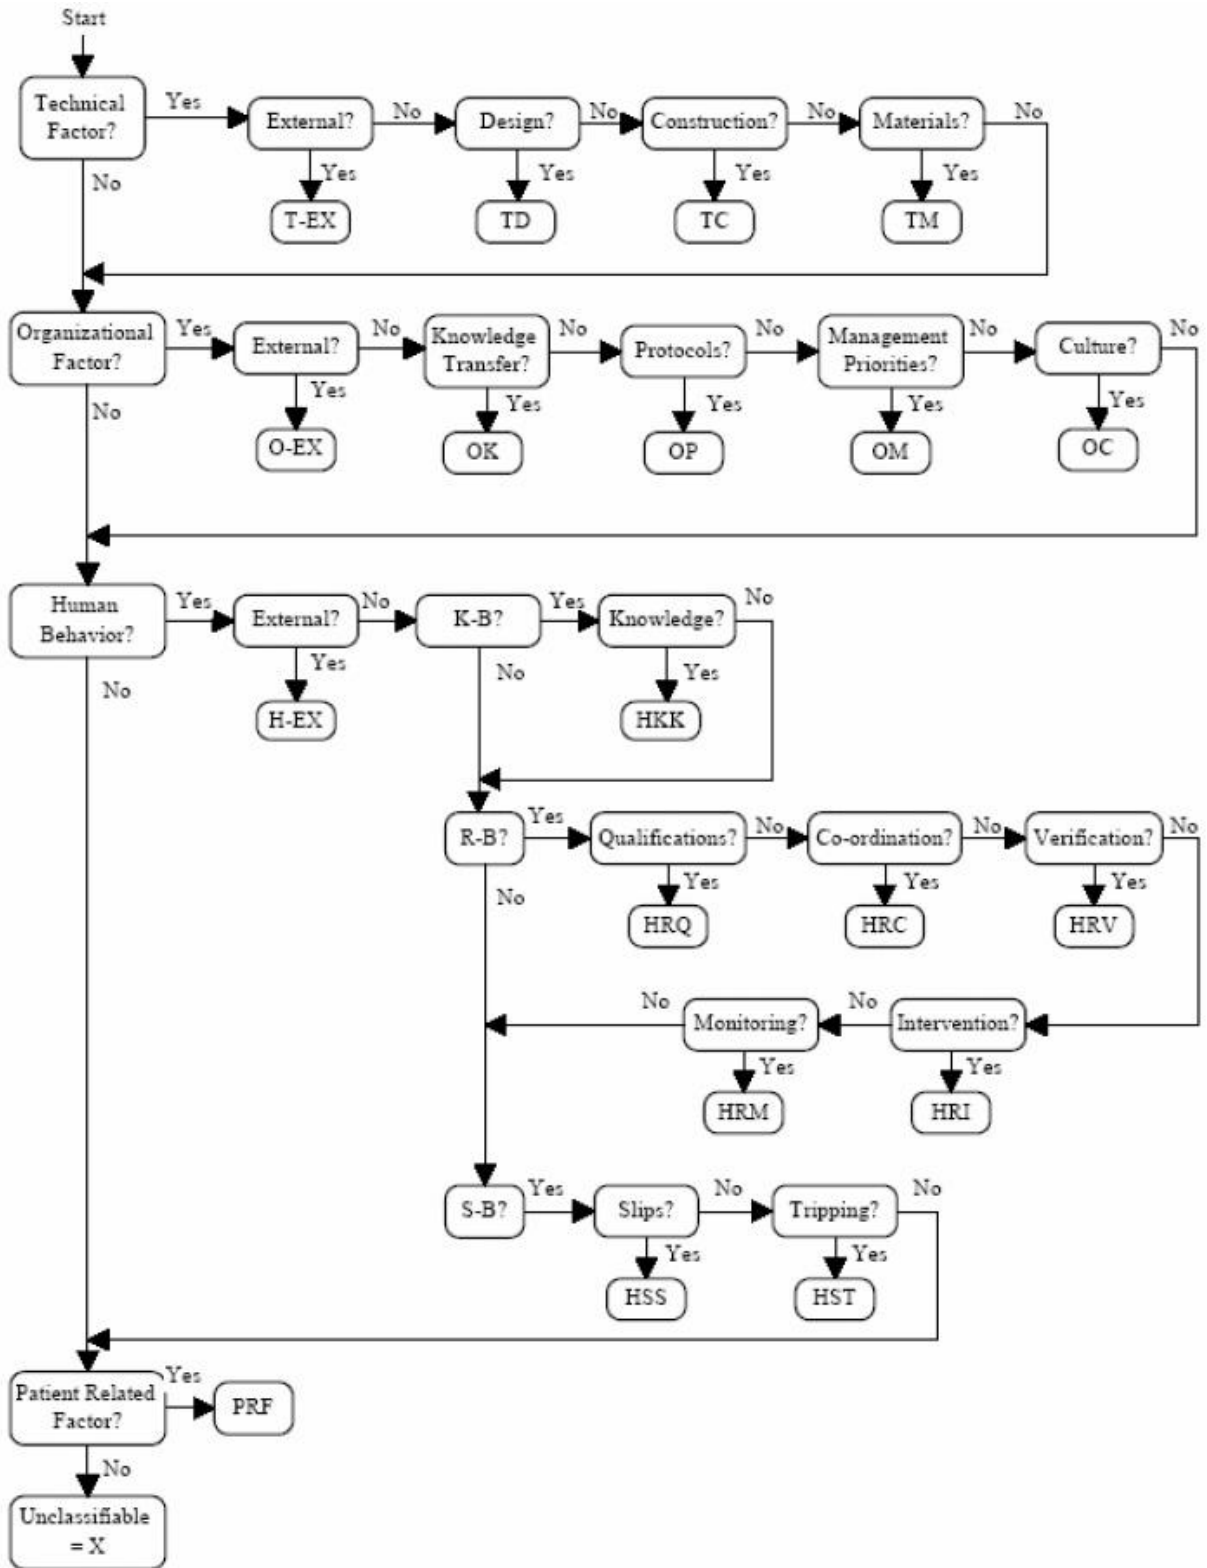 Start
Technical
Factor?
Yes
External?
No
Design?
No
Construction?
No
Materials?
No
No
Yes
Yes
Yes
Yes
T-EX
TD
TC
TM
Organizational
Factor?
Yes
External?
No
Knowledge
Transfer?
No
Protocols?
No
Management
Priorities?
No
Culture?
No
No
Yes
Yes
Yes
Yes
Yes
O-EX
OK
OP
OM
OC
Human
Behavior?
Yes
External?
No
K-B?
Yes
Knowledge?
No
No
Yes
No
Yes
H-EX
HKK
R-B?
Yes
Qualifications?
No
Co-ordination?
No
Verification?
No
No
Yes
Yes
Yes
HRQ
HRC
HRV
No
Monitoring?
No
Intervention?
Yes
Yes
HRM
HRI
S-B?
Yes
Slips?
No
Tripping?
No
Yes
Yes
HSS
HST
Patient Related
Factor?
Yes
PRF
No
Unclassifiable
= X